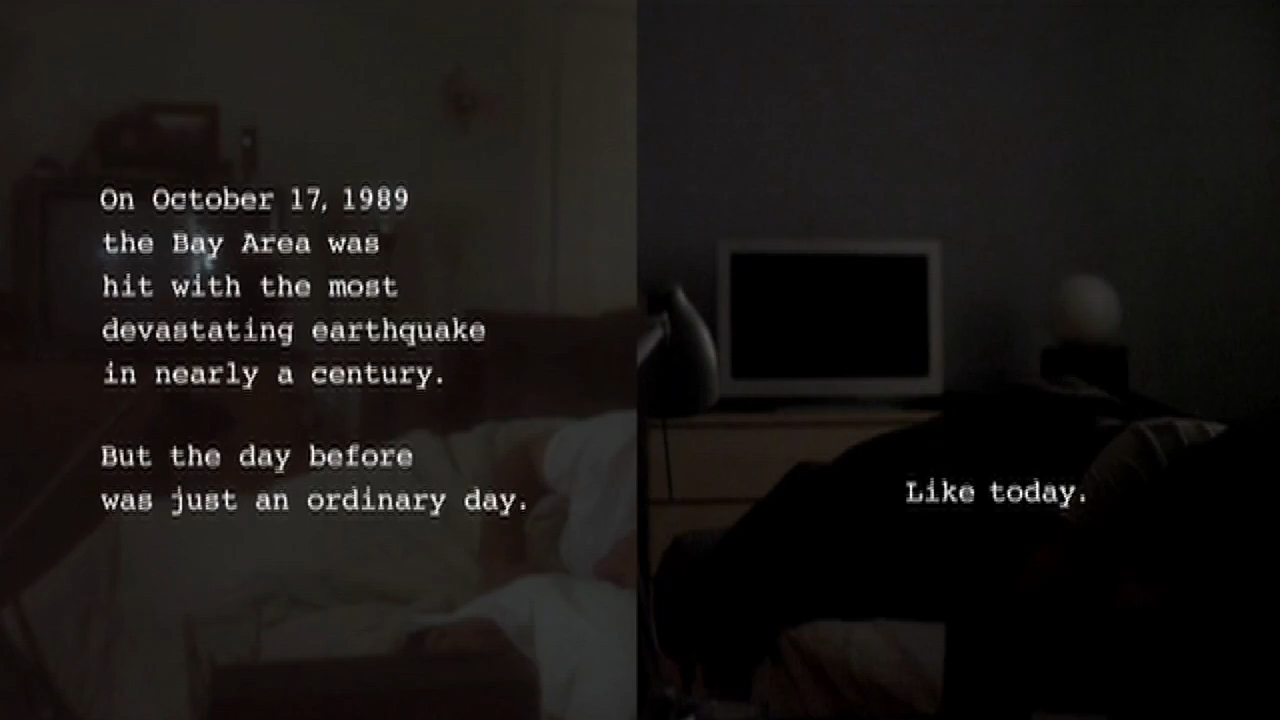 On October 17, 1989
the Bay Area was
hit with the most
devastating earthquake
in nearly a century.
But the day before
was just an ordinary day.
Like today.